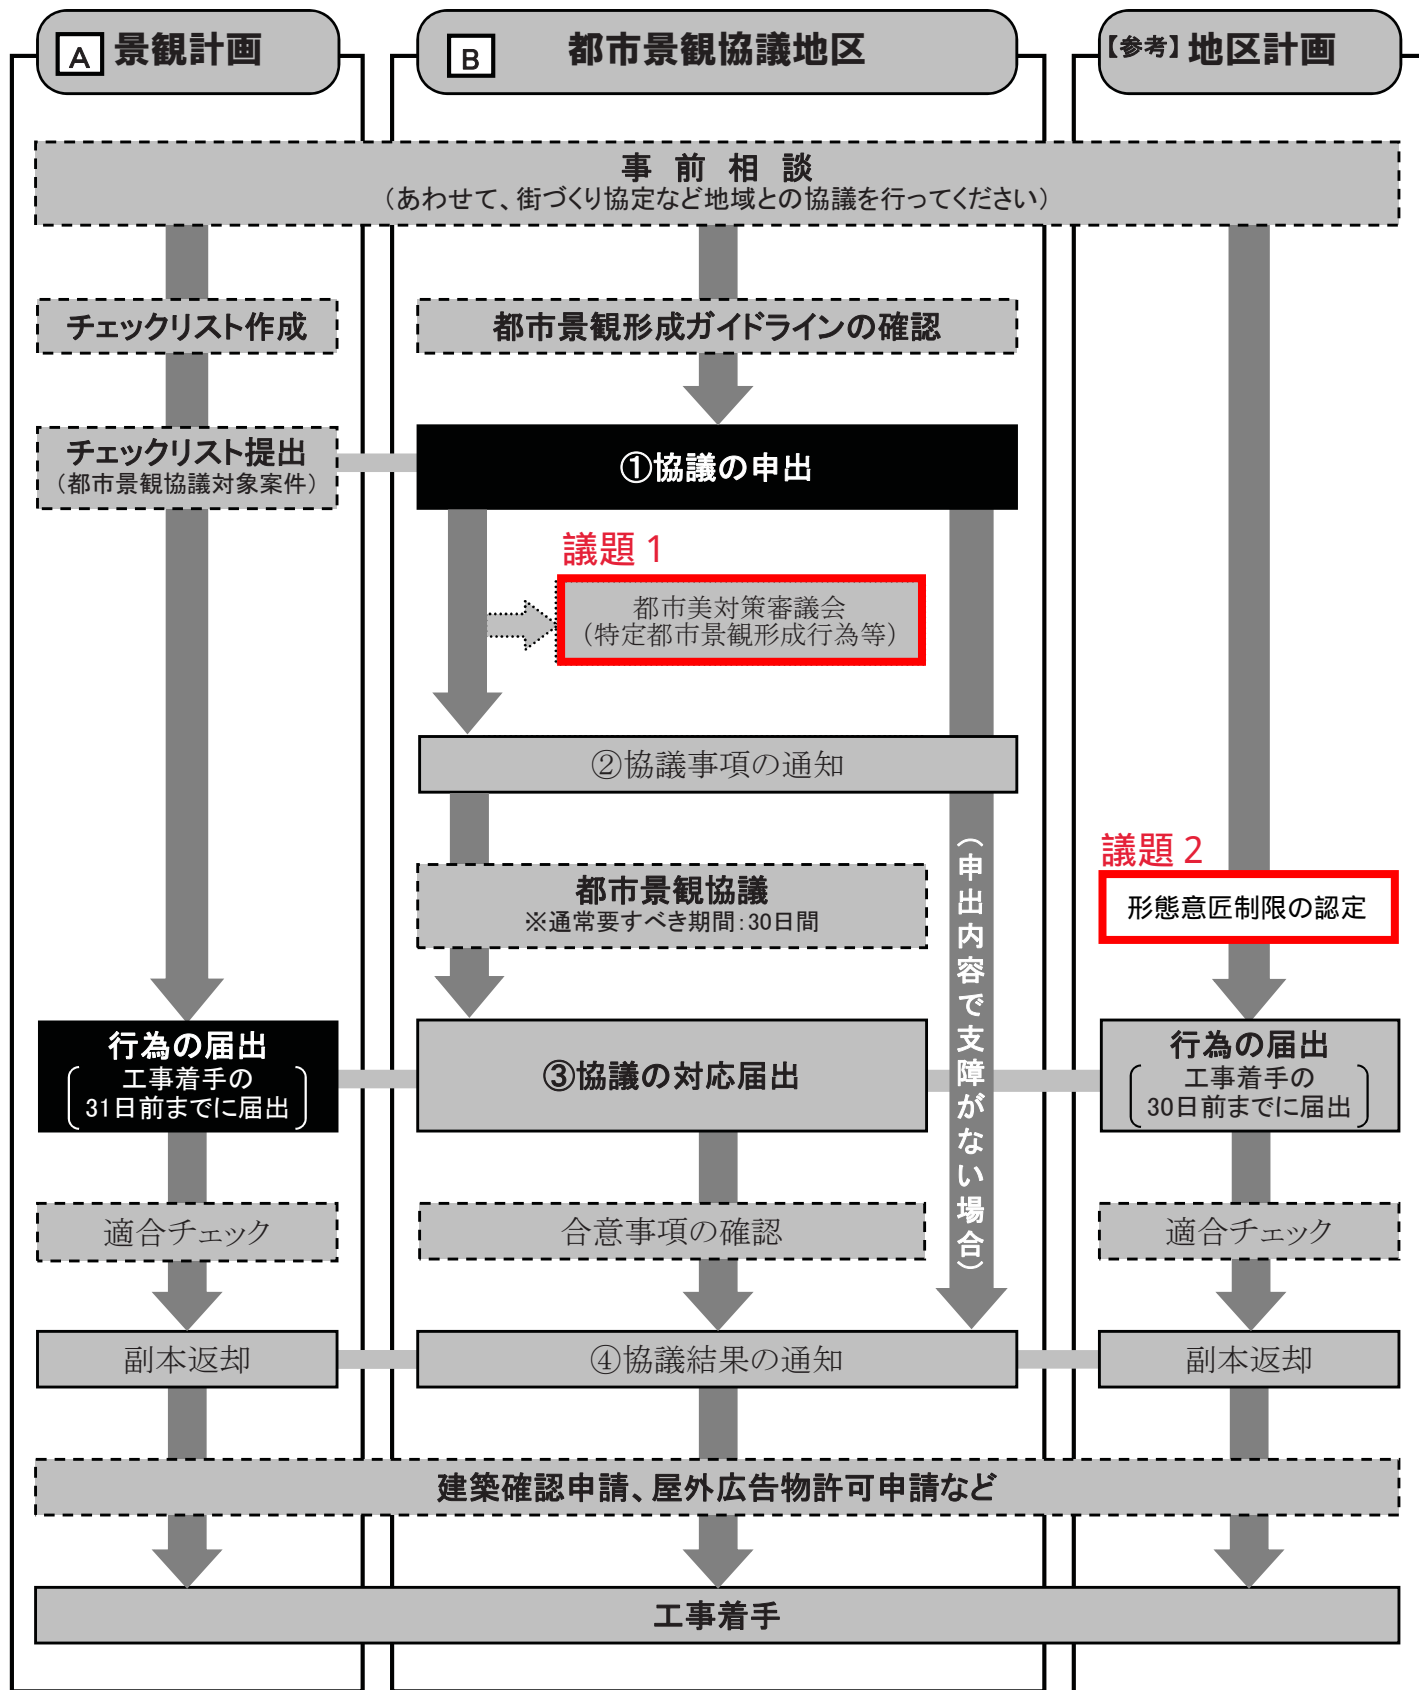 A 景観計画
B 都市景観協議地区
【参考】地区計画
事前相談
（あわせて、街づくり協定など地域との協議を行ってください）
チェックリスト作成
都市景観形成ガイドラインの確認
チェックリスト提出
（都市景観協議対象案件）
①協議の申出
議題1
都市美対策審議会
（特定都市景観形成行為等）
②協議事項の通知
（申出内容で支障がない場合）
都市景観協議
※通常要すべき期間：30日間
議題2
形態意匠制限の認定
行為の届出
工事着手の
31日前までに届出
③協議の対応届出
行為の届出
工事着手の
30日前までに届出
適合チェック
合意事項の確認
適合チェック
副本返却
④協議結果の通知
副本返却
建築確認申請、屋外広告物許可申請など
工事着手